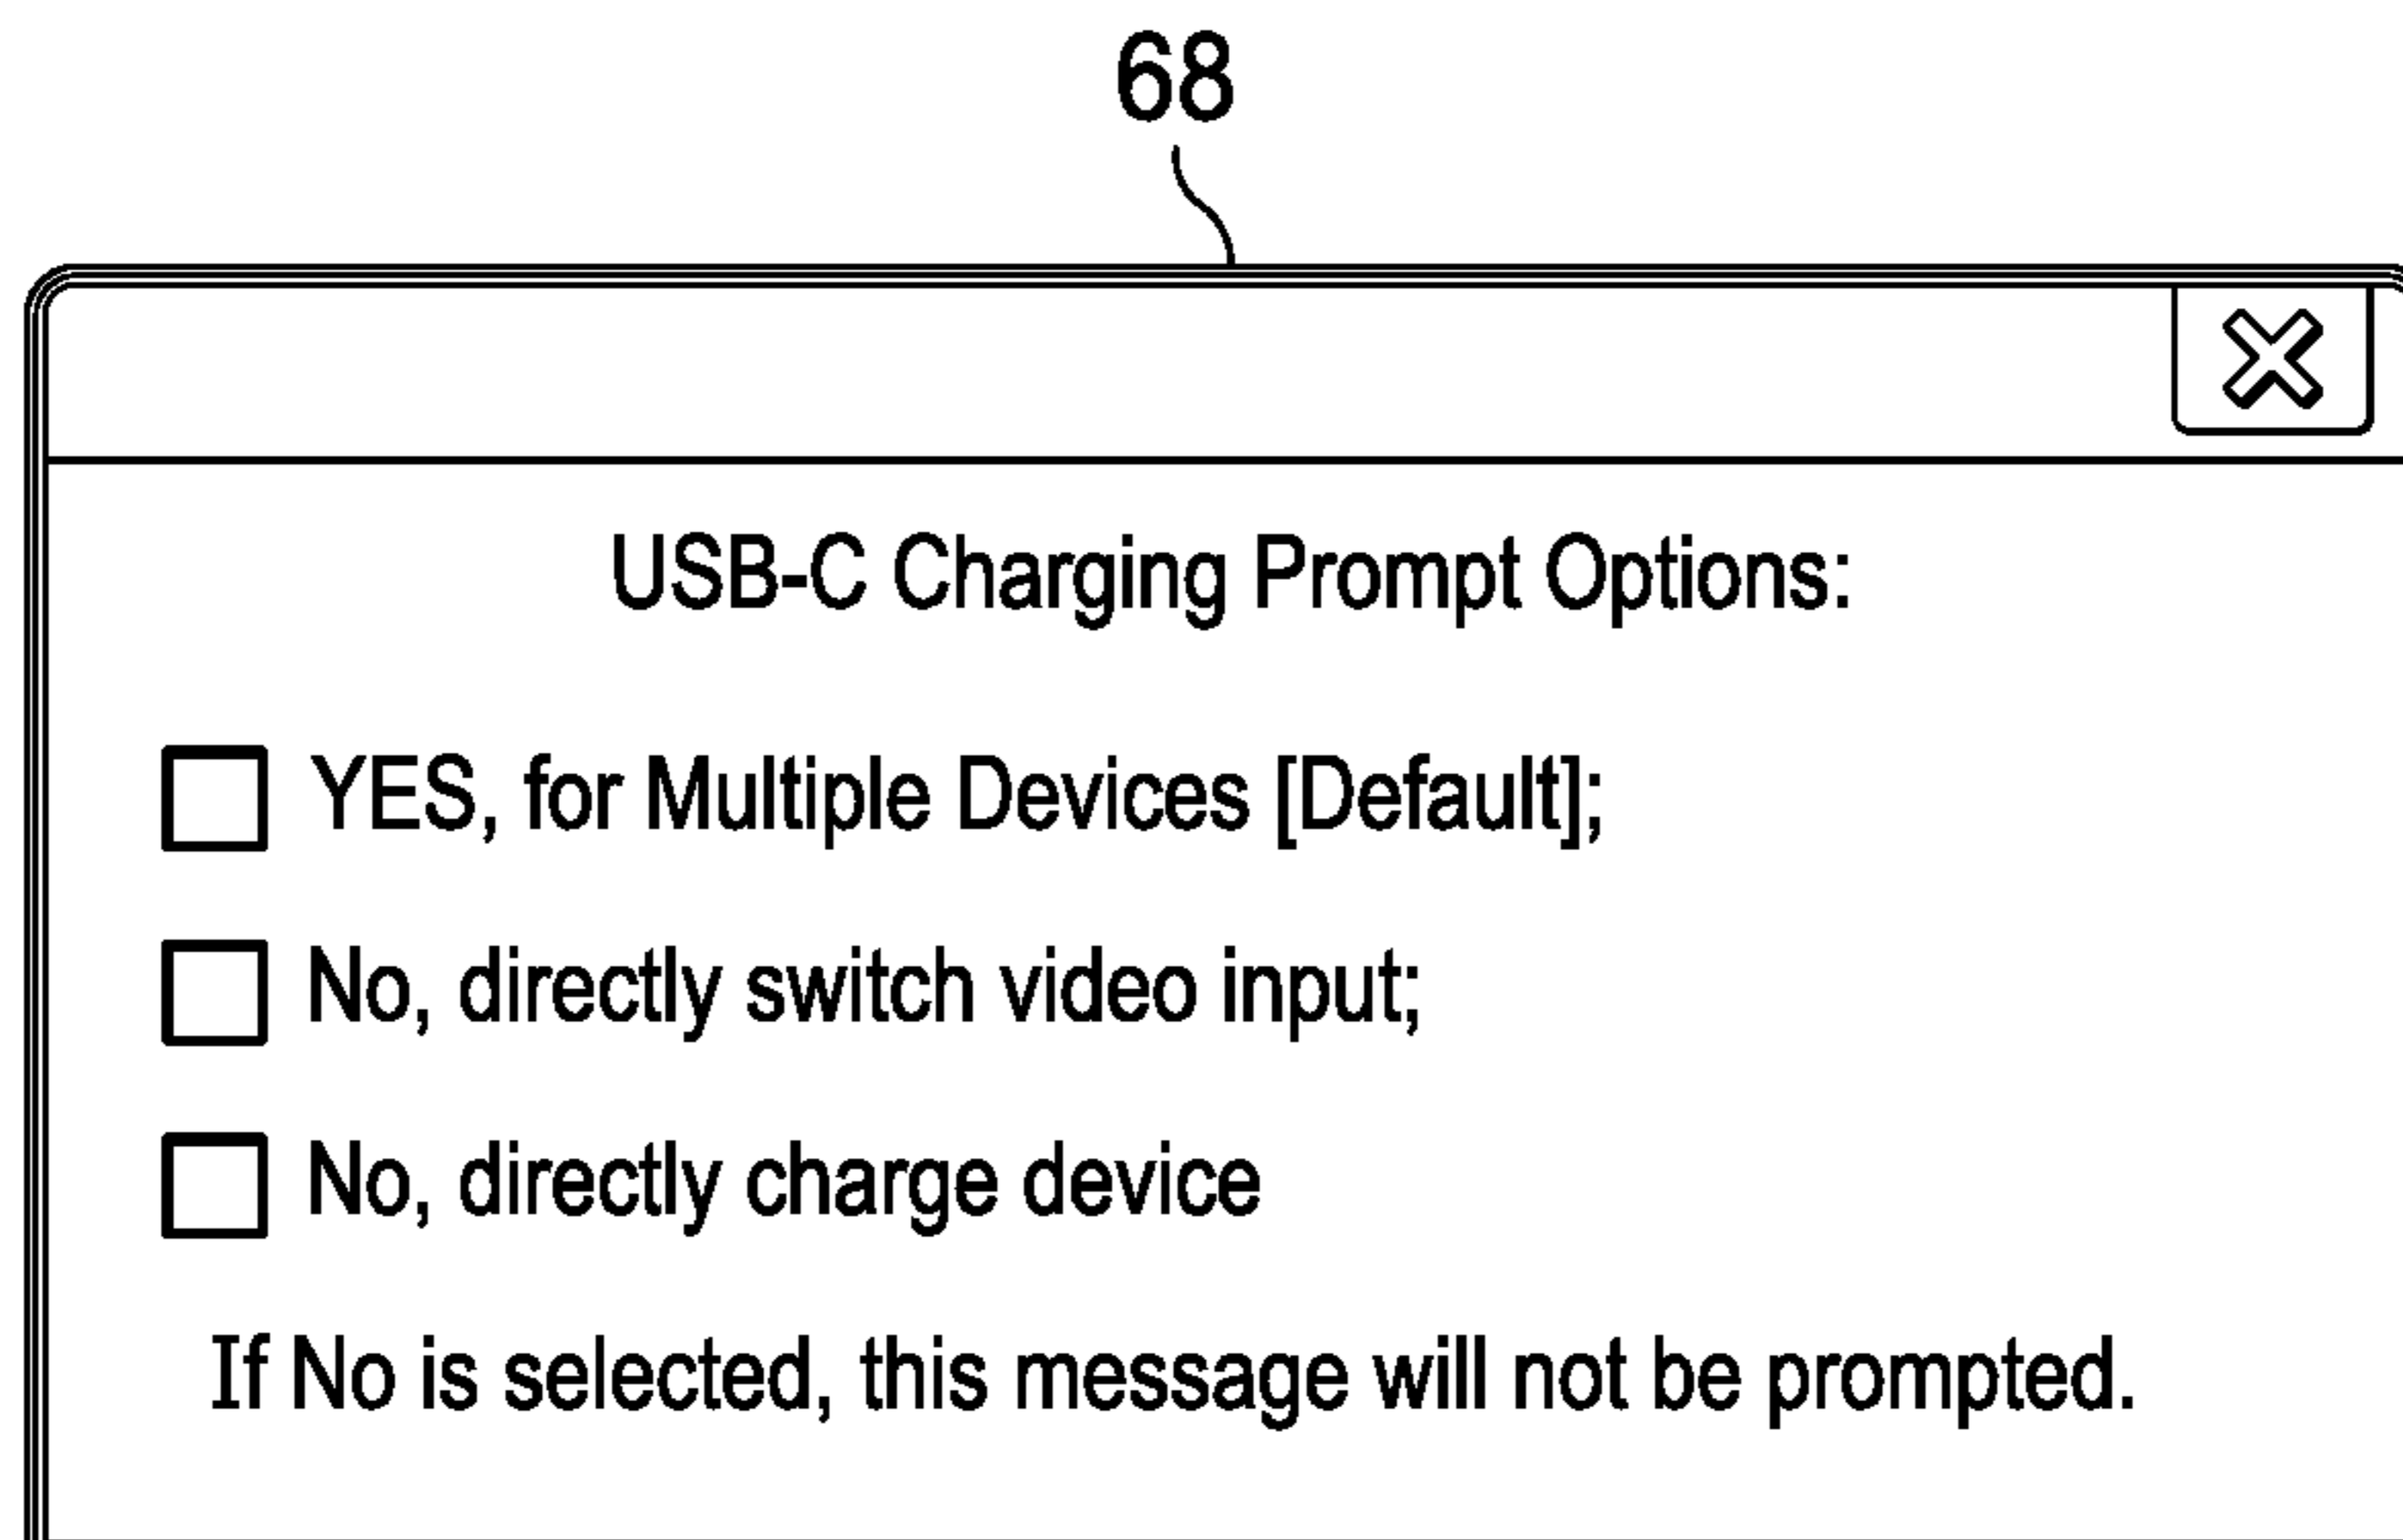 68
USB-C Charging Prompt Options:
YES, for Multiple Devices [Default];
No, directly switch video input;
No, directly charge device
If No is selected, this message will not be prompted.